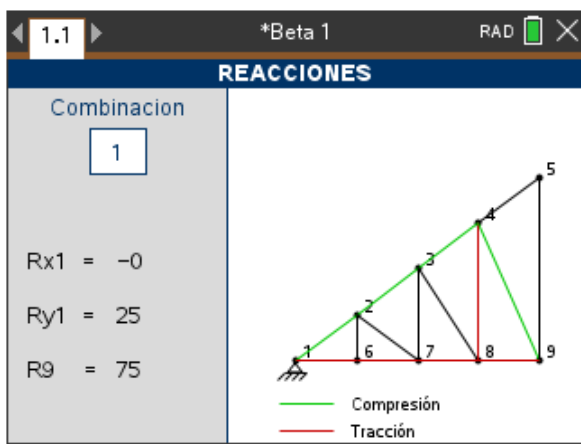 1.1
*Beta 1
RAD
REACCIONES
Combinacion
1
Rx1 = -0
Ry1 = 25
R9 = 75
5
4
3
2
1
6
7
8
9
Compresión
Tracción